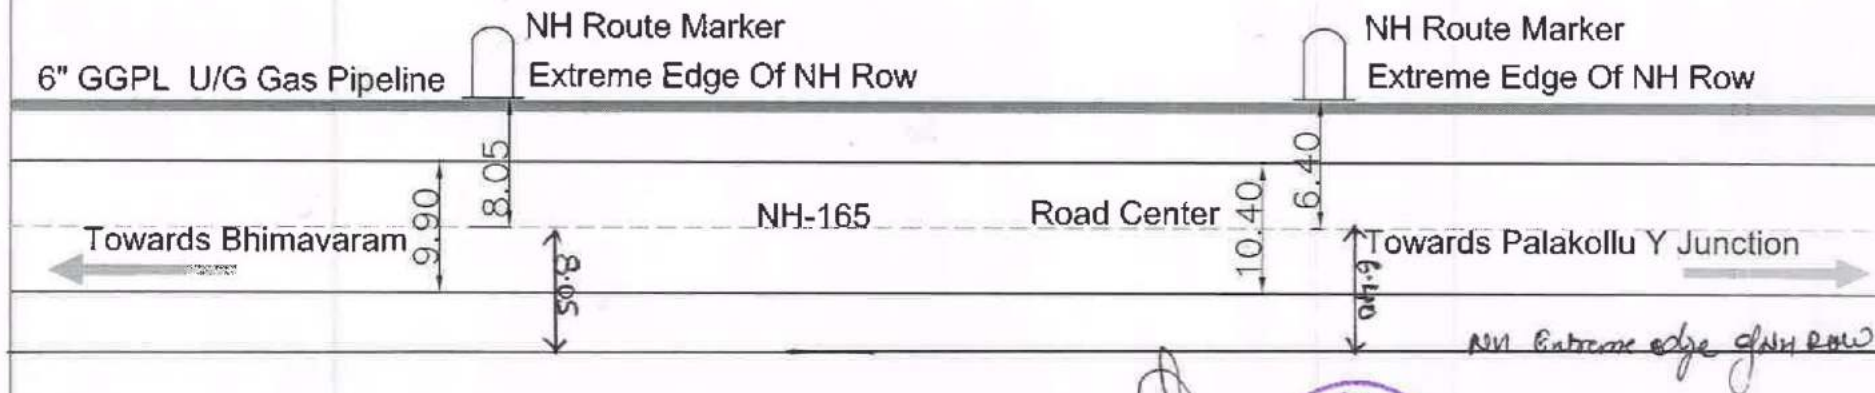 NH Route Marker
Extreme Edge Of NH Row
NH Route Marker
Extreme Edge Of NH Row
6" GGPL U/G Gas Pipeline
8.05
6.40
9.90
10.40
NH-165
Road Center
Towards Bhimavaram
Towards Palakollu Y Junction
8.05
6.40
NH Extreme edge of NH ROW